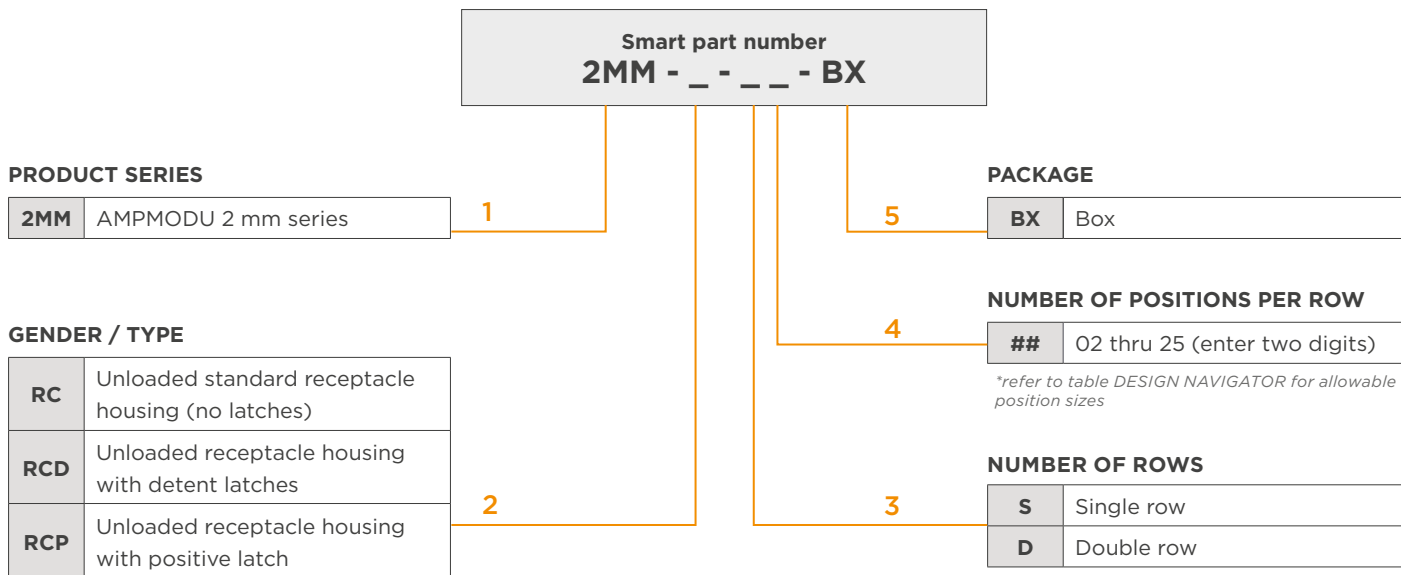 Smart part number
2MM - _ - _ _ - BX
PRODUCT SERIES
2MM AMPMODU 2 mm series
1
GENDER / TYPE
RC Unloaded standard receptacle
housing (no latches)
RCD Unloaded receptacle housing
with detent latches
RCP Unloaded receptacle housing
with positive latch
2
PACKAGE
5
BX Box
NUMBER OF POSITIONS PER ROW
4
## 02 thru 25 (enter two digits)
*refer to table DESIGN NAVIGATOR for allowable
position sizes
NUMBER OF ROWS
3
S Single row
D Double row